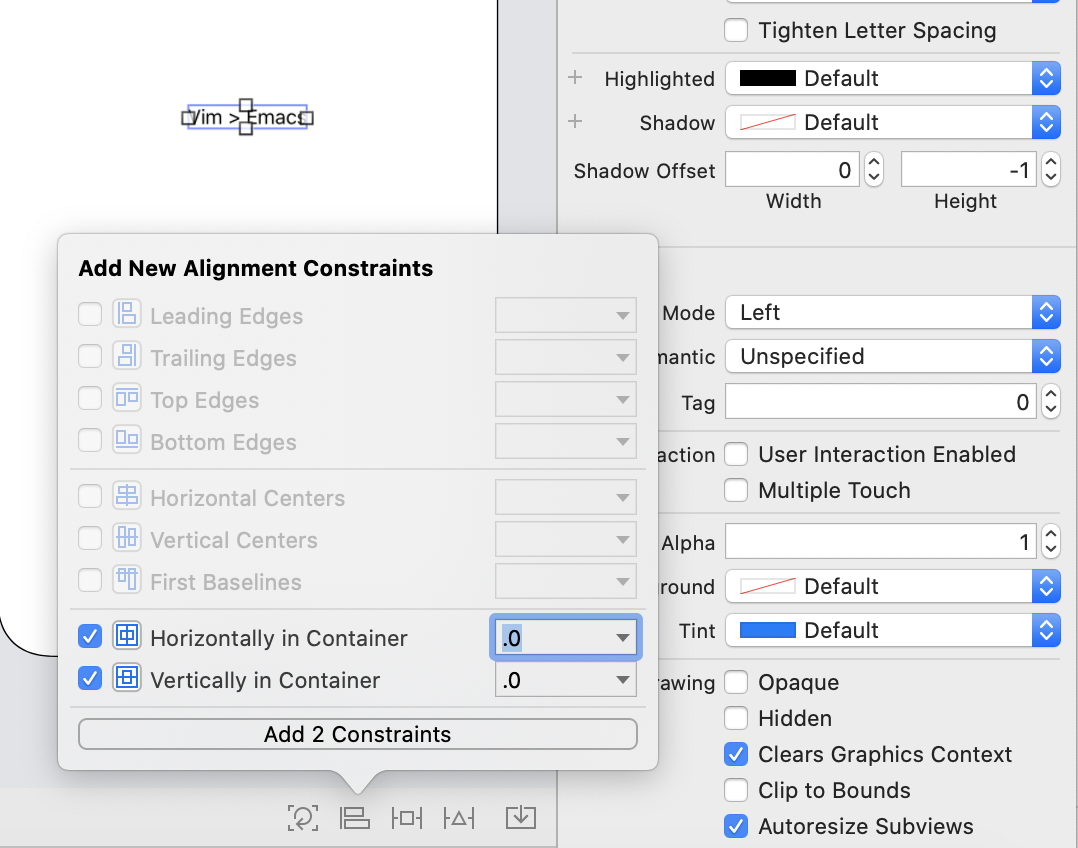 Tighten Letter Spacing
Highlighted Default
Shadow Default
Shadow Offset 0 -1
Width Height
Vim > Emacs
Add New Alignment Constraints
Leading Edges
Trailing Edges
Top Edges
Bottom Edges
Horizontal Centers
Vertical Centers
First Baselines
Horizontally in Container .0
Vertically in Container .0
Add 2 Constraints
Mode Left
mantic Unspecified
Tag 0
action User Interaction Enabled
Multiple Touch
Alpha 1
round Default
Tint Default
rawing Opaque
Hidden
Clears Graphics Context
Clip to Bounds
Autoresize Subviews